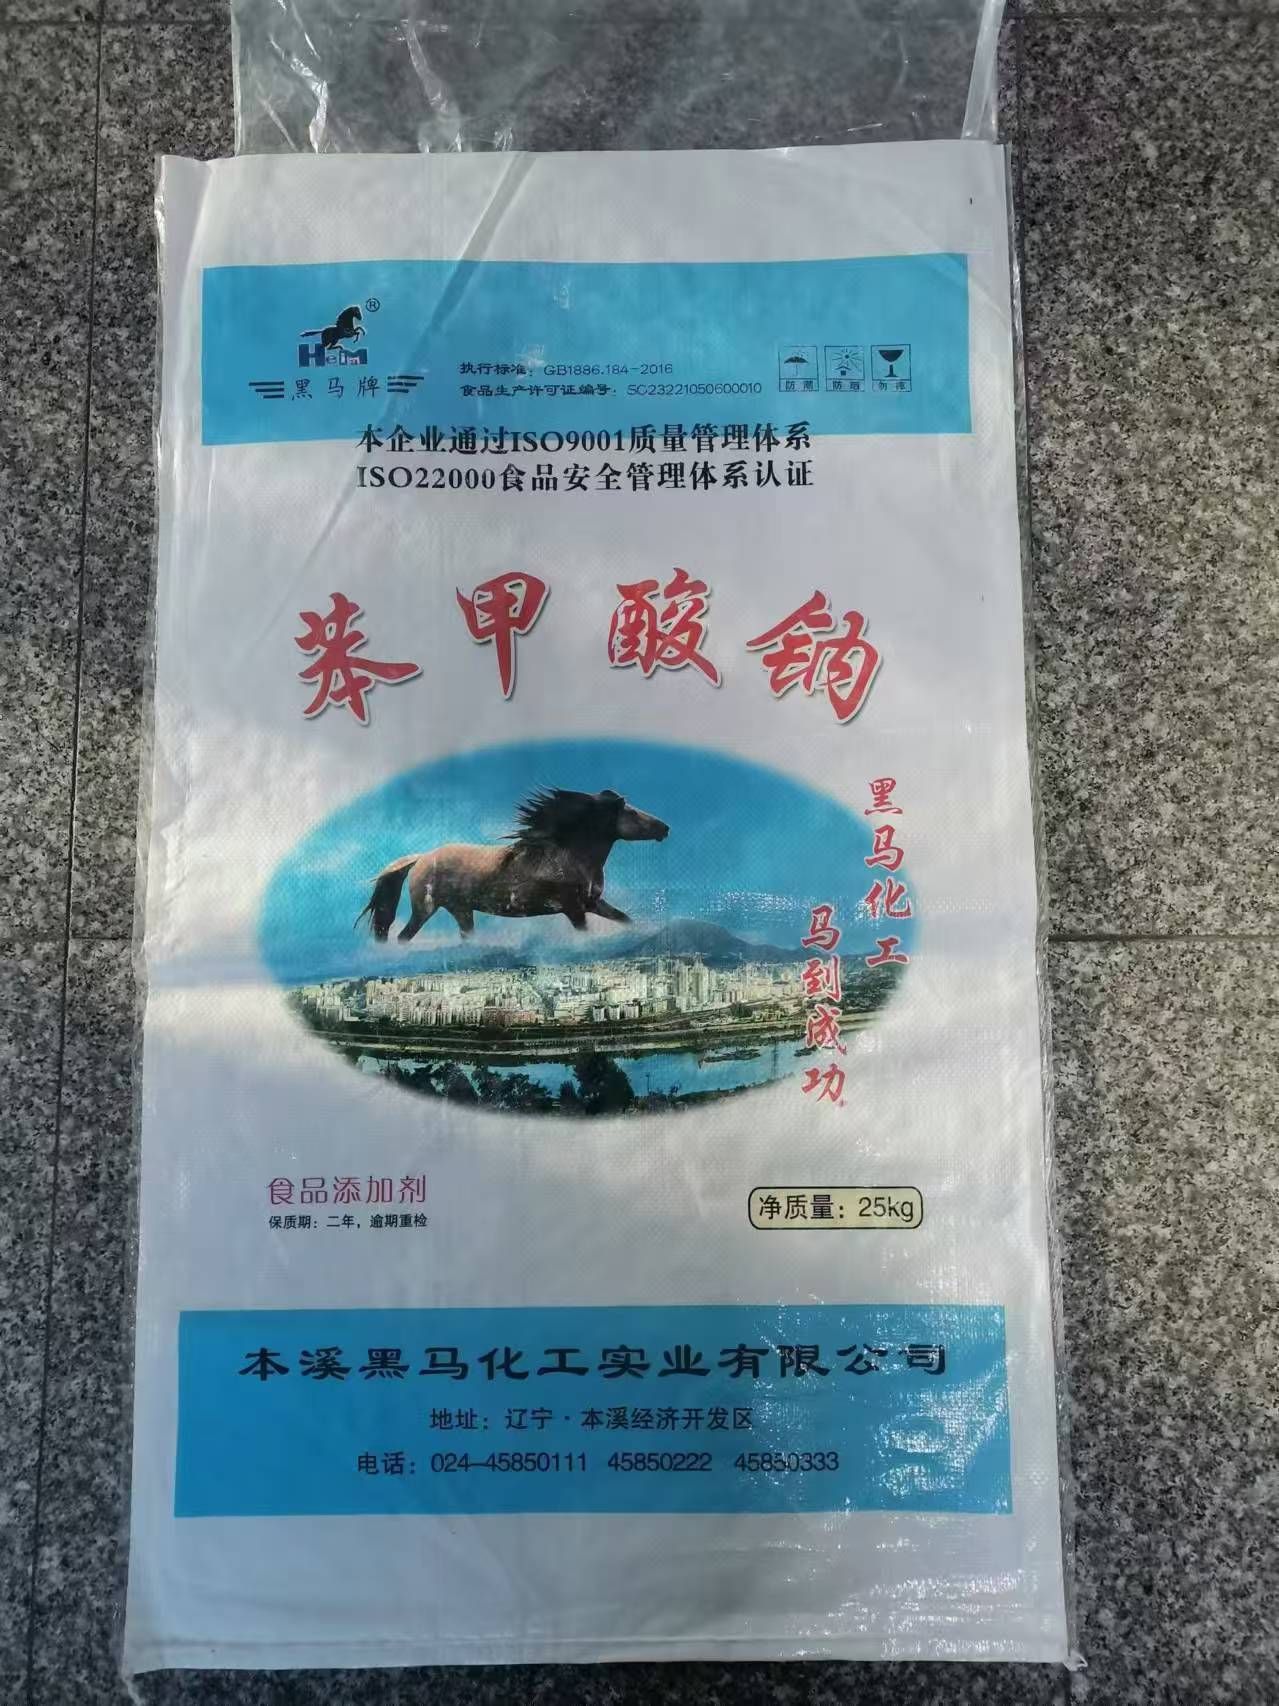 ®
Heima
黑马牌
执行标准：GB1886.184-2016
食品生产许可证编号：SC23221050600010
防潮 防晒 勿摔
本企业通过ISO9001质量管理体系
ISO22000食品安全管理体系认证
苯甲酸钠
黑马化工
马到成功
食品添加剂
保质期：二年，逾期重检
净质量：25kg
本溪黑马化工实业有限公司
地址：辽宁·本溪经济开发区
电话：024-45850111 45850222 45850333